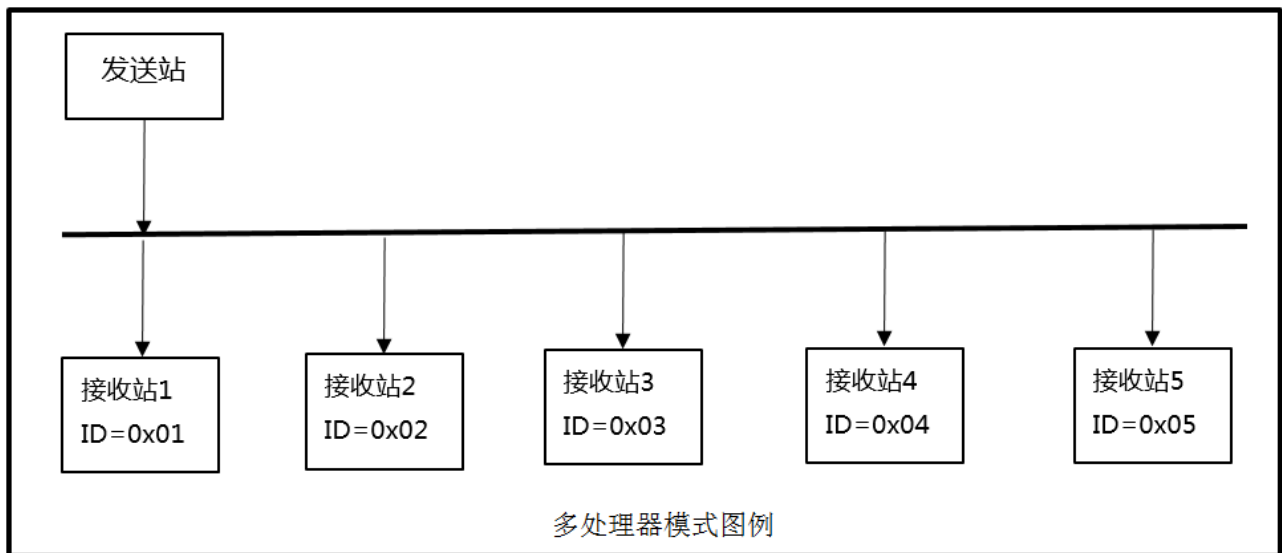 发送站
接收站1
ID=0x01
接收站2
ID=0x02
接收站3
ID=0x03
接收站4
ID=0x04
接收站5
ID=0x05
多处理器模式图例